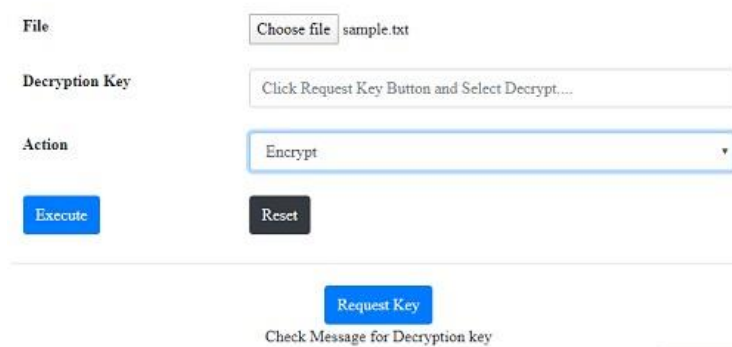 File Choose file sample.txt
Decryption Key Click Request Key Button and Select Decrypt....
Action Encrypt
Execute Reset
Request Key
Check Message for Decryption key